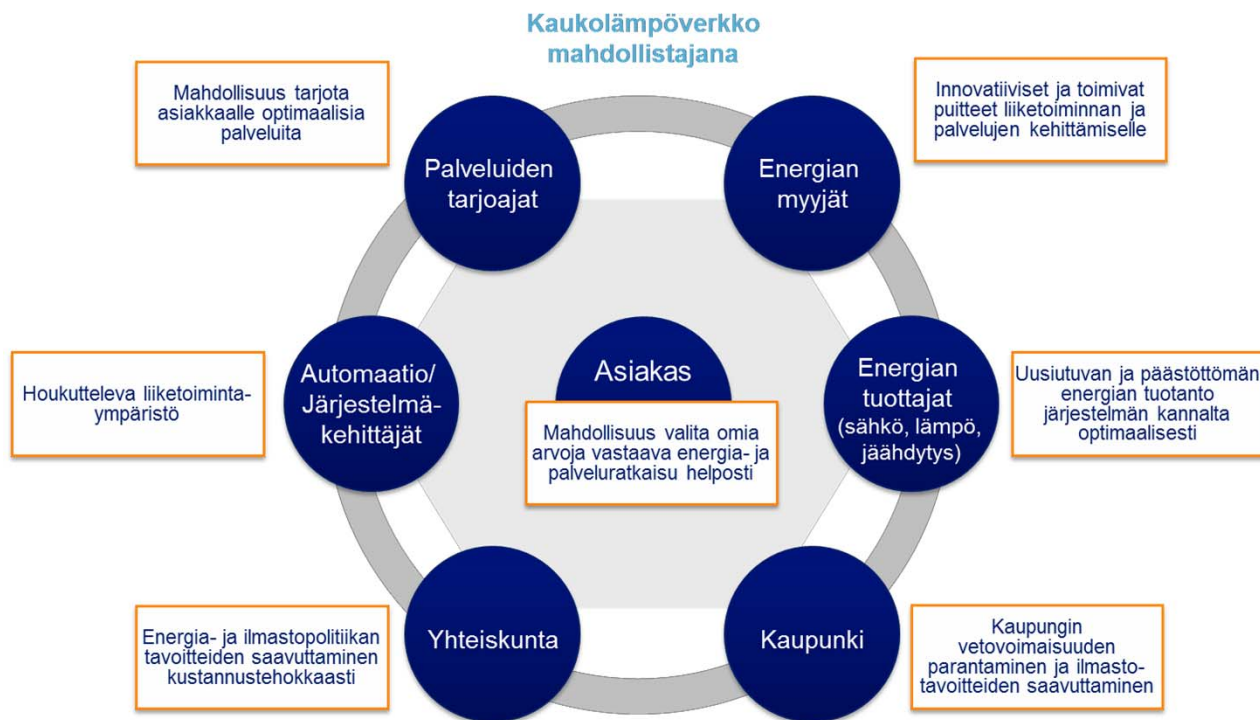 Kaukolämpöverkko
mahdollistajana
Mahdollisuus tarjota
asiakkaalle optimaalisia
palveluita
Innovatiiviset ja toimivat
puitteet liiketoiminnan ja
palvelujen kehittämiselle
Palveluiden
tarjoajat
Energian
myyjät
Houkutteleva liiketoiminta-
ympäristö
Automaatio/
Järjestelmä-
kehittäjät
Asiakas
Mahdollisuus valita omia
arvoja vastaava energia- ja
palveluratkaisu helposti
Energian
tuottajat
(sähkö, lämpö,
jäähdytys)
Uusiutuvan ja päästöttömän
energian tuotanto
järjestelmän kannalta
optimaalisesti
Energia- ja ilmastopolitiikan
tavoitteiden saavuttaminen
kustannustehokkaasti
Yhteiskunta
Kaupunki
Kaupungin
vetovoimaisuuden
parantaminen ja ilmasto-
tavoitteiden saavuttaminen